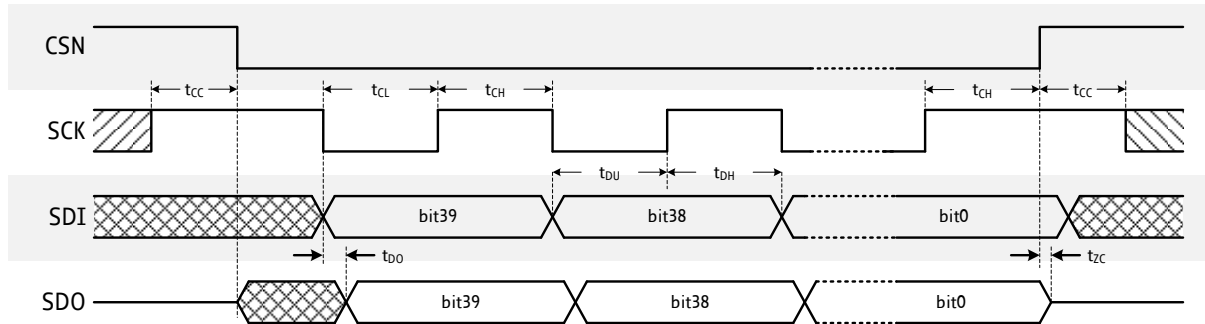 CSN
tCC tCL tCH tCH tCC
SCK
tDU tDH
SDI bit39 bit38 bit0
tDO tZC
SDO bit39 bit38 bit0